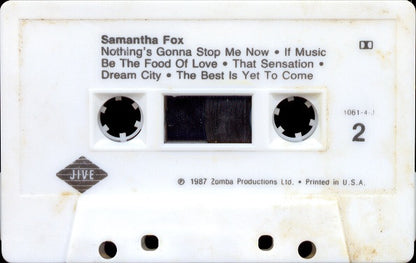 Samantha Fox
Nothing's Gonna Stop Me Now • If Music
Be The Food Of Love • That Sensation •
Dream City • The Best Is Yet To Come
1061-4-J
2
JIVE
℗ 1987 Zomba Productions Ltd. • Printed in U.S.A.